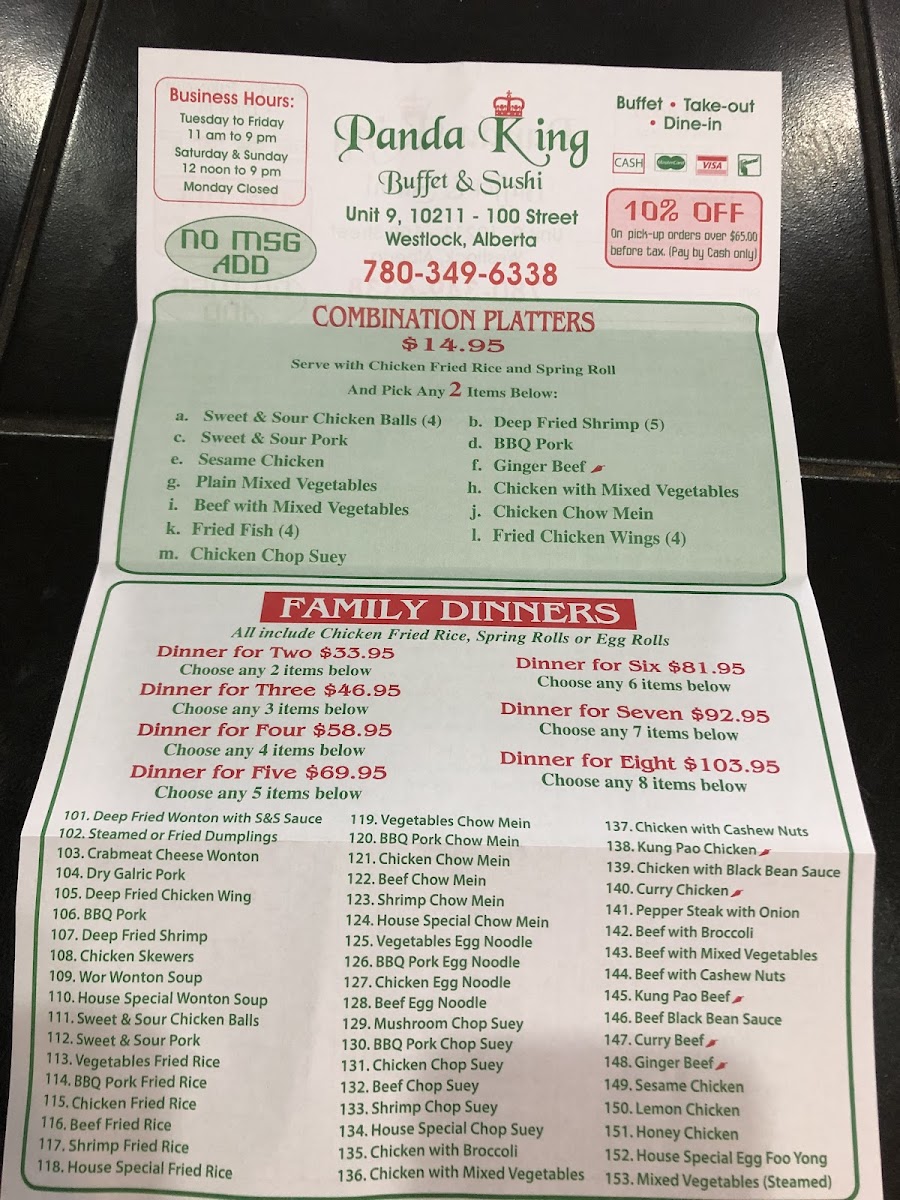 Business Hours:
Tuesday to Friday
11 am to 9 pm
Saturday & Sunday
12 noon to 9 pm
Monday Closed
NO MSG
ADD
Panda King
Buffet & Sushi
Unit 9, 10211 - 100 Street
Westlock, Alberta
780-349-6338
Buffet • Take-out
• Dine-in
CASH MasterCard VISA
10% OFF
On pick-up orders over $65.00
before tax. (Pay by Cash only)
COMBINATION PLATTERS
$14.95
Serve with Chicken Fried Rice and Spring Roll
And Pick Any 2 Items Below:
a. Sweet & Sour Chicken Balls (4)
b. Deep Fried Shrimp (5)
c. Sweet & Sour Pork
d. BBQ Pork
e. Sesame Chicken
f. Ginger Beef
g. Plain Mixed Vegetables
h. Chicken with Mixed Vegetables
i. Beef with Mixed Vegetables
j. Chicken Chow Mein
k. Fried Fish (4)
l. Fried Chicken Wings (4)
m. Chicken Chop Suey
FAMILY DINNERS
All include Chicken Fried Rice, Spring Rolls or Egg Rolls
Dinner for Two $33.95
Choose any 2 items below
Dinner for Three $46.95
Choose any 3 items below
Dinner for Four $58.95
Choose any 4 items below
Dinner for Five $69.95
Choose any 5 items below
Dinner for Six $81.95
Choose any 6 items below
Dinner for Seven $92.95
Choose any 7 items below
Dinner for Eight $103.95
Choose any 8 items below
101. Deep Fried Wonton with S&S Sauce
102. Steamed or Fried Dumplings
103. Crabmeat Cheese Wonton
104. Dry Galric Pork
105. Deep Fried Chicken Wing
106. BBQ Pork
107. Deep Fried Shrimp
108. Chicken Skewers
109. Wor Wonton Soup
110. House Special Wonton Soup
111. Sweet & Sour Chicken Balls
112. Sweet & Sour Pork
113. Vegetables Fried Rice
114. BBQ Pork Fried Rice
115. Chicken Fried Rice
116. Beef Fried Rice
117. Shrimp Fried Rice
118. House Special Fried Rice
119. Vegetables Chow Mein
120. BBQ Pork Chow Mein
121. Chicken Chow Mein
122. Beef Chow Mein
123. Shrimp Chow Mein
124. House Special Chow Mein
125. Vegetables Egg Noodle
126. BBQ Pork Egg Noodle
127. Chicken Egg Noodle
128. Beef Egg Noodle
129. Mushroom Chop Suey
130. BBQ Pork Chop Suey
131. Chicken Chop Suey
132. Beef Chop Suey
133. Shrimp Chop Suey
134. House Special Chop Suey
135. Chicken with Broccoli
136. Chicken with Mixed Vegetables
137. Chicken with Cashew Nuts
138. Kung Pao Chicken
139. Chicken with Black Bean Sauce
140. Curry Chicken
141. Pepper Steak with Onion
142. Beef with Broccoli
143. Beef with Mixed Vegetables
144. Beef with Cashew Nuts
145. Kung Pao Beef
146. Beef Black Bean Sauce
147. Curry Beef
148. Ginger Beef
149. Sesame Chicken
150. Lemon Chicken
151. Honey Chicken
152. House Special Egg Foo Yong
153. Mixed Vegetables (Steamed)